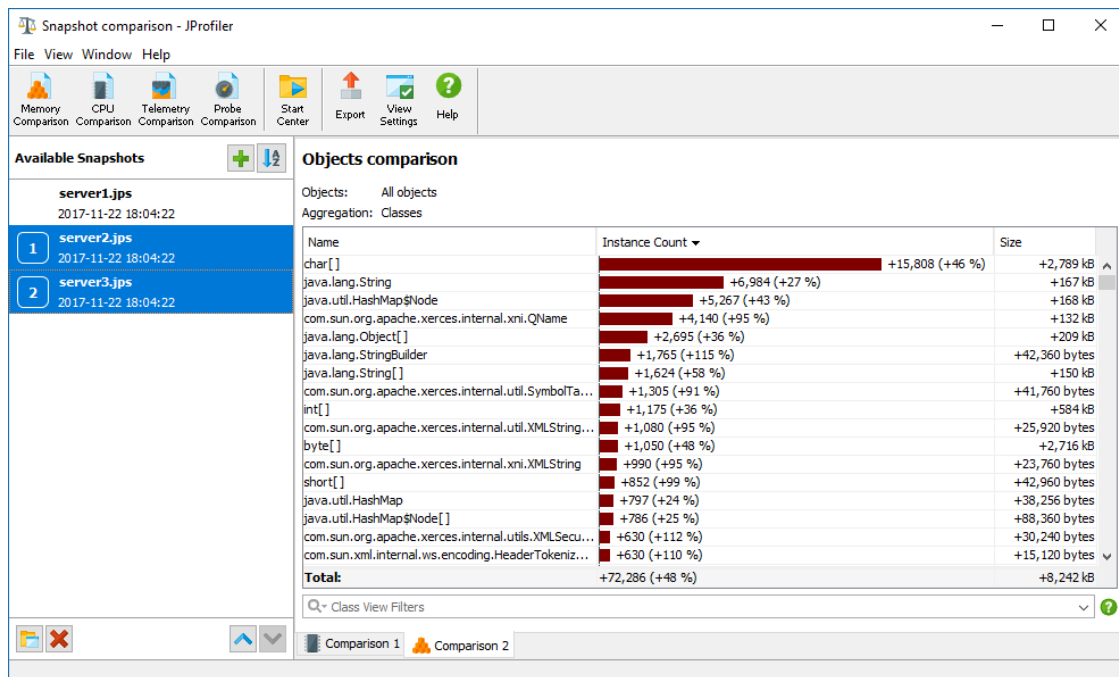 Snapshot comparison - JProfiler
File View Window Help
Memory Comparison
CPU Comparison
Telemetry Comparison
Probe Comparison
Start Center
Export
View Settings
Help
Available Snapshots
server1.jps
2017-11-22 18:04:22
1
server2.jps
2017-11-22 18:04:22
2
server3.jps
2017-11-22 18:04:22
Objects comparison
Objects: All objects
Aggregation: Classes
Name Instance Count Size
char[] +15,808 (+46 %) +2,789 kB
java.lang.String +6,984 (+27 %) +167 kB
java.util.HashMap$Node +5,267 (+43 %) +168 kB
com.sun.org.apache.xerces.internal.xni.QName +4,140 (+95 %) +132 kB
java.lang.Object[] +2,695 (+36 %) +209 kB
java.lang.StringBuilder +1,765 (+115 %) +42,360 bytes
java.lang.String[] +1,624 (+58 %) +150 kB
com.sun.org.apache.xerces.internal.util.SymbolTa... +1,305 (+91 %) +41,760 bytes
int[] +1,175 (+36 %) +584 kB
com.sun.org.apache.xerces.internal.util.XMLString... +1,080 (+95 %) +25,920 bytes
byte[] +1,050 (+48 %) +2,716 kB
com.sun.org.apache.xerces.internal.xni.XMLString +990 (+95 %) +23,760 bytes
short[] +852 (+99 %) +42,960 bytes
java.util.HashMap +797 (+24 %) +38,256 bytes
java.util.HashMap$Node[] +786 (+25 %) +88,360 bytes
com.sun.org.apache.xerces.internal.utils.XMLSecu... +630 (+112 %) +30,240 bytes
com.sun.xml.internal.ws.encoding.HeaderTokeniz... +630 (+110 %) +15,120 bytes
Total: +72,286 (+48 %) +8,242 kB
Class View Filters
Comparison 1 Comparison 2